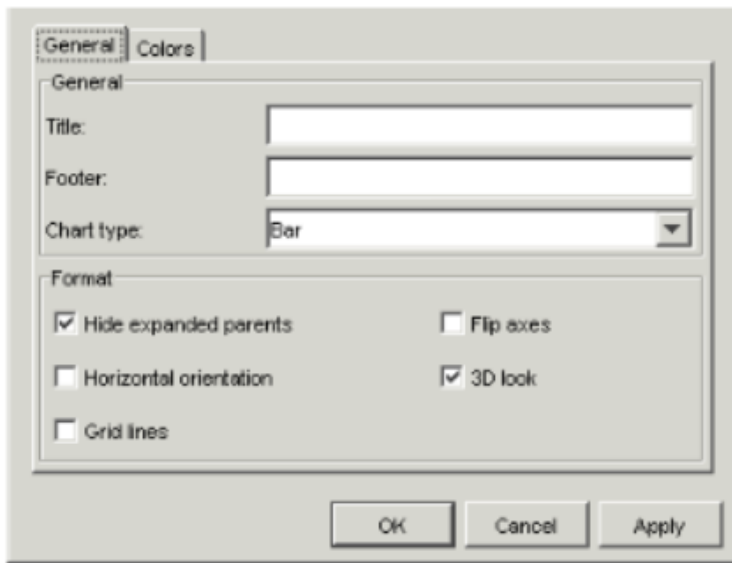 General Colors
General
Title:
Footer:
Chart type: Bar
Format
Hide expanded parents Flip axes
Horizontal orientation 3D look
Grid lines
OK Cancel Apply